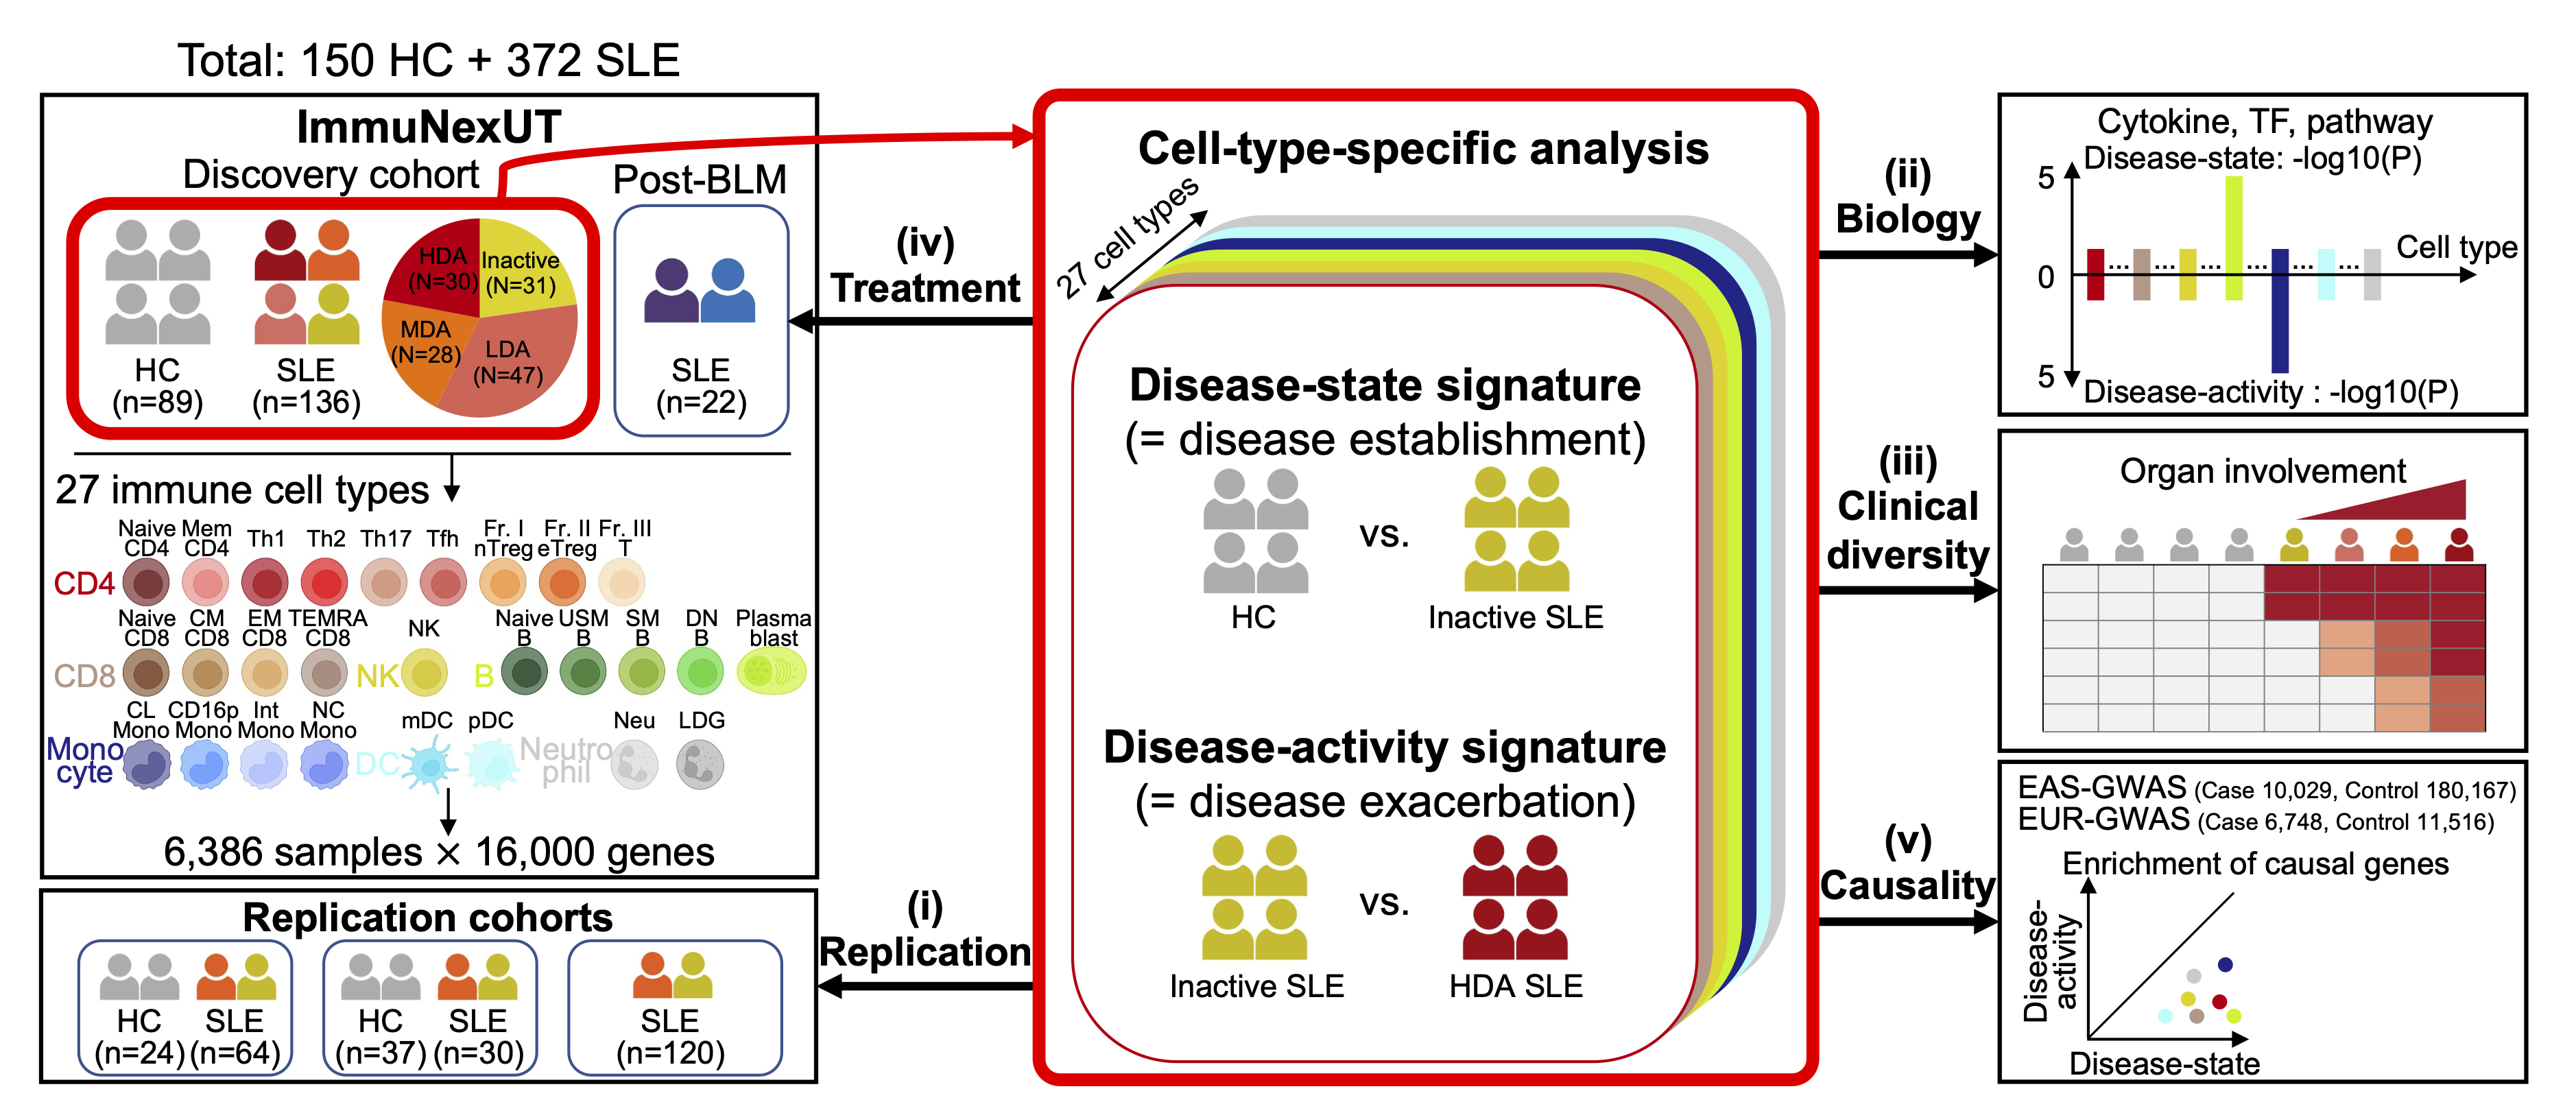 Total: 150 HC + 372 SLE
ImmuNexUT
Discovery cohort
Post-BLM
HDA
(N=30)
Inactive
(N=31)
MDA
(N=28)
LDA
(N=47)
HC
(n=89)
SLE
(n=136)
SLE
(n=22)
27 immune cell types
Naive
CD4
Mem
CD4
Th1
Th2
Th17
Tfh
Fr. I
nTreg
Fr. II
eTreg
Fr. III
T
CD4
Naive
CD8
CM
CD8
EM
CD8
TEMRA
CD8
NK
Naive
B
USM
B
SM
B
DN
B
Plasma
blast
CD8
NK
B
CL
Mono
CD16p
Mono
Int
Mono
NC
Mono
mDC
pDC
Neu
LDG
Mono
cyte
DC
Neutro
phil
6,386 samples × 16,000 genes
Replication cohorts
HC
(n=24)
SLE
(n=64)
HC
(n=37)
SLE
(n=30)
SLE
(n=120)
(iv)
Treatment
(i)
Replication
Cell-type-specific analysis
27 cell types
Disease-state signature
(= disease establishment)
vs.
HC
Inactive SLE
Disease-activity signature
(= disease exacerbation)
vs.
Inactive SLE
HDA SLE
(ii)
Biology
(iii)
Clinical
diversity
(v)
Causality
Cytokine, TF, pathway
Disease-state: -log10(P)
5
Cell type
... ... ... ... ... ...
0
5
Disease-activity : -log10(P)
Organ involvement
EAS-GWAS (Case 10,029, Control 180,167)
EUR-GWAS (Case 6,748, Control 11,516)
Enrichment of causal genes
Disease-
activity
Disease-state